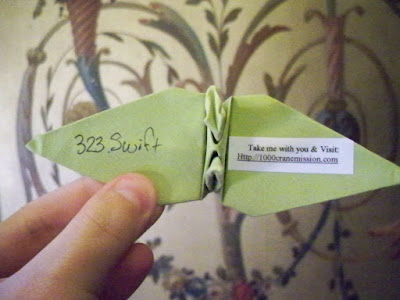 323. Swift
Take me with you & Visit:
Http://1000cranemission.com